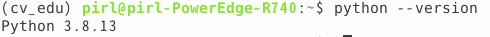 (cv_edu) pirl@pirl-PowerEdge-R740:~$ python --version
Python 3.8.13